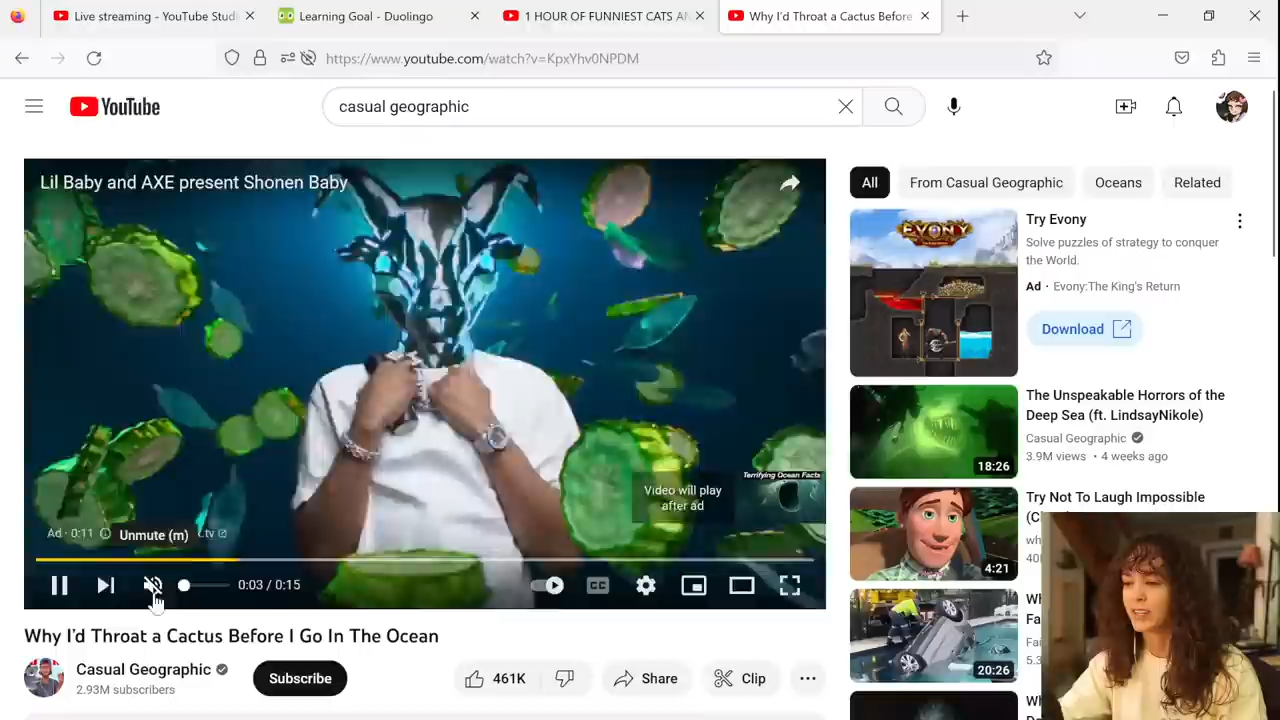 Live streaming - YouTube Studi
Learning Goal - Duolingo
1 HOUR OF FUNNIEST CATS AN
Why I'd Throat a Cactus Before
https://www.youtube.com/watch?v=KpxYhv0NPDM
YouTube
casual geographic
Lil Baby and AXE present Shonen Baby
Video will play
after ad
Terrifying Ocean Facts
Ad · 0:11
Unmute (m)
0:03 / 0:15
CC
Why I'd Throat a Cactus Before I Go In The Ocean
Casual Geographic
2.93M subscribers
Subscribe
461K
Share
Clip
All
From Casual Geographic
Oceans
Related
EVONY
Try Evony
Solve puzzles of strategy to conquer
the World.
Ad · Evony:The King's Return
Download
The Unspeakable Horrors of the
Deep Sea (ft. LindsayNikole)
Casual Geographic
3.9M views • 4 weeks ago
18:26
Try Not To Laugh Impossible
4:21
20:26